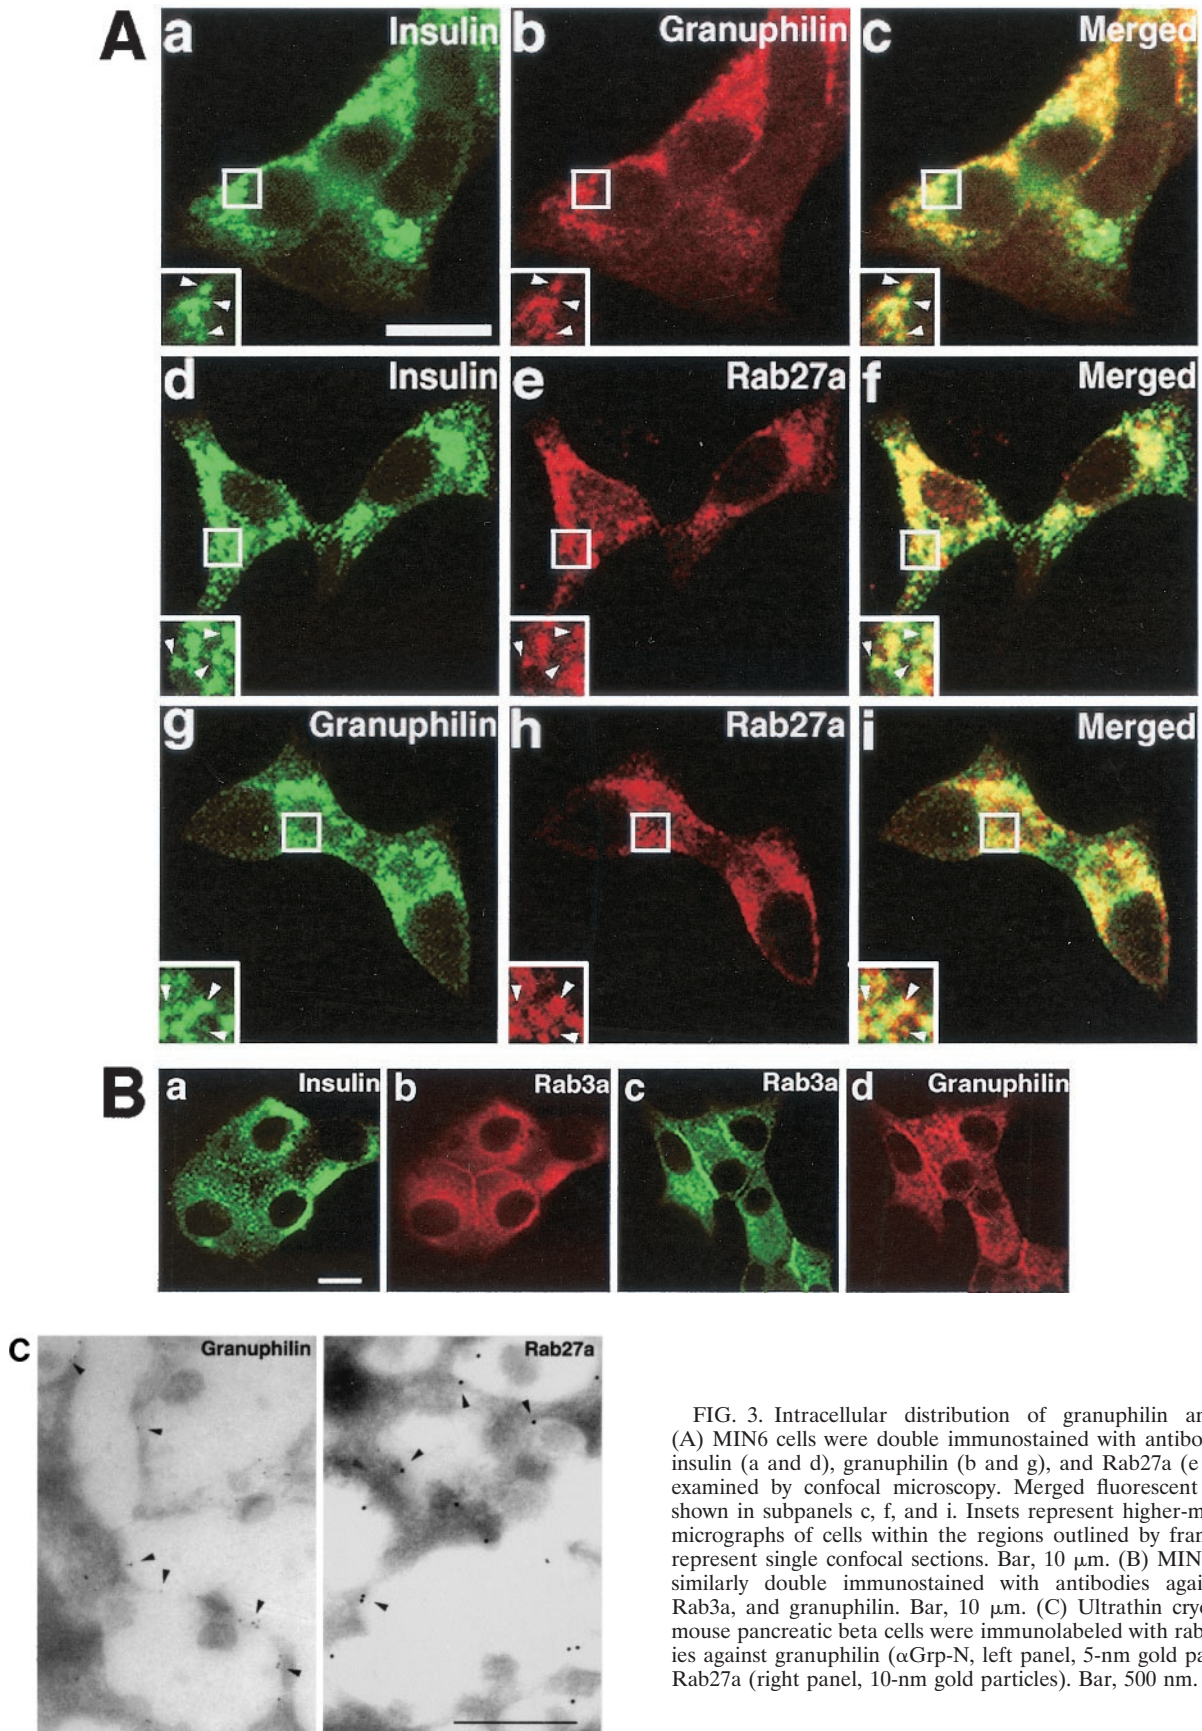 A
a Insulin
b Granuphilin
c Merged
d Insulin
e Rab27a
f Merged
g Granuphilin
h Rab27a
i Merged
B
a Insulin
b Rab3a
c Rab3a
d Granuphilin
C
Granuphilin
Rab27a
FIG. 3. Intracellular distribution of granuphilin an
(A) MIN6 cells were double immunostained with antibo
insulin (a and d), granuphilin (b and g), and Rab27a (e
examined by confocal microscopy. Merged fluorescent
shown in subpanels c, f, and i. Insets represent higher-m
micrographs of cells within the regions outlined by fran
represent single confocal sections. Bar, 10 μm. (B) MIN
similarly double immunostained with antibodies agai
Rab3a, and granuphilin. Bar, 10 μm. (C) Ultrathin cryo
mouse pancreatic beta cells were immunolabeled with rab
ies against granuphilin (αGrp-N, left panel, 5-nm gold pa
Rab27a (right panel, 10-nm gold particles). Bar, 500 nm.